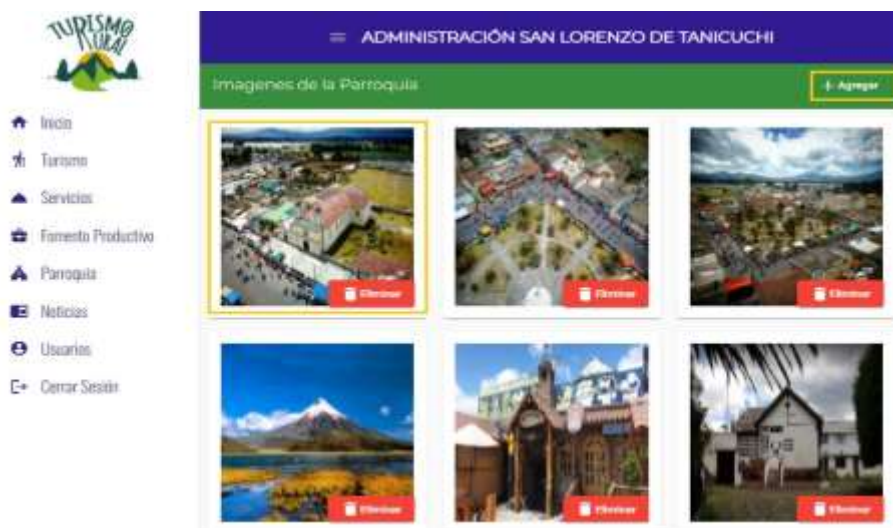 TURISMO
RURAL
ADMINISTRACIÓN SAN LORENZO DE TANICUCHI
Imagenes de la Parroquia
+ Agregar
Inicio
Turismo
Servicios
Fomento Productivo
Parroquia
Noticias
Usuarios
Cerrar Sesión
Eliminar
Eliminar
Eliminar
Eliminar
Eliminar
Eliminar